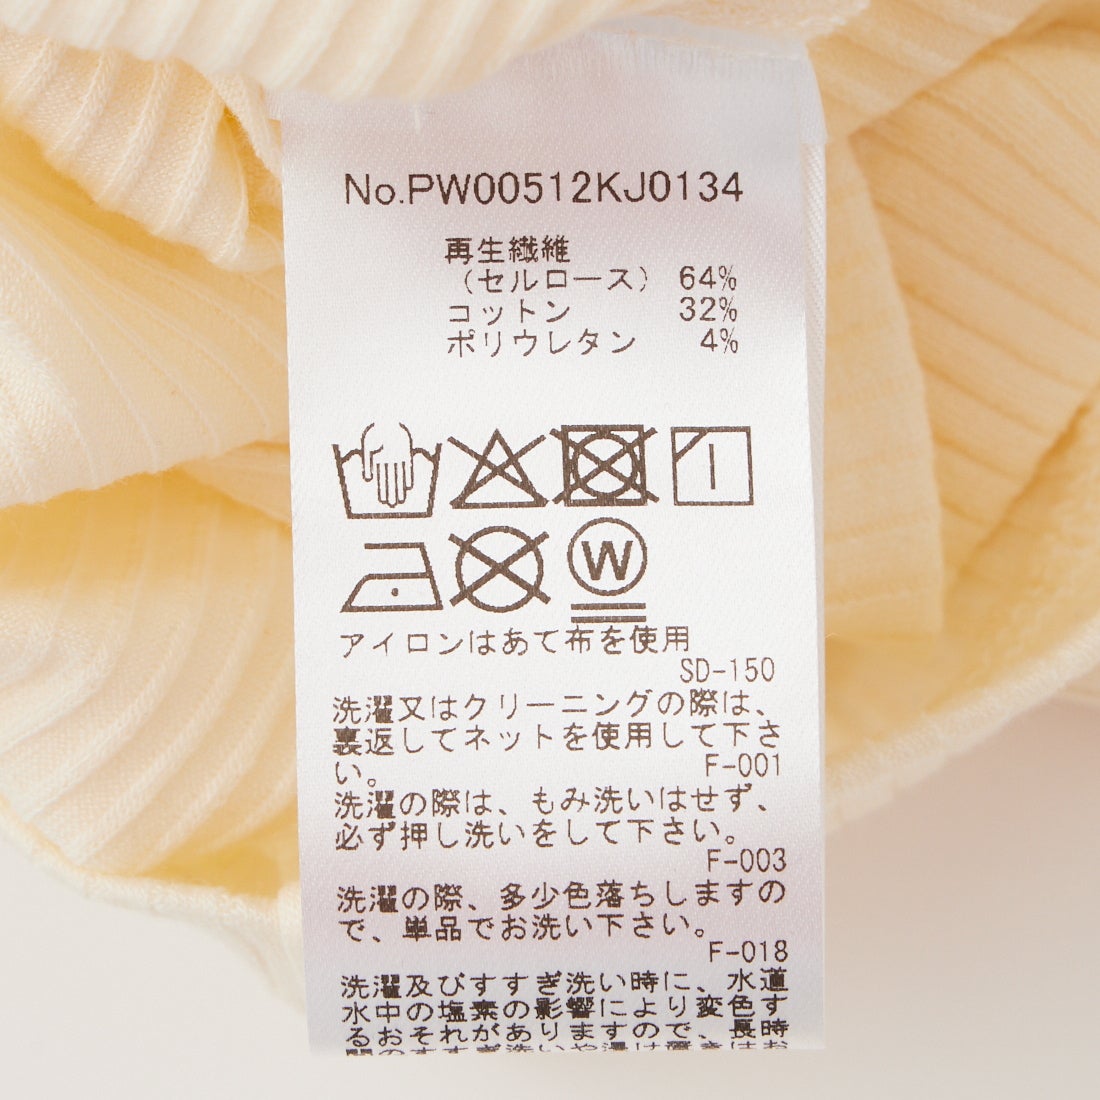 No.PW00512KJ0134
再生繊維
(セルロース) 64%
コットン 32%
ポリウレタン 4%
W
アイロンはあて布を使用
SD-150
洗濯又はクリーニングの際は、
裏返してネットを使用して下さ
い。 F-001
洗濯の際は、もみ洗いはせず、
必ず押し洗いをして下さい。
F-003
洗濯の際、多少色落ちしますの
で、単品でお洗い下さい。
F-018
洗濯及びすすぎ洗い時に、水道
水中の塩素の影響により変色す
るおそれがありますので、長時